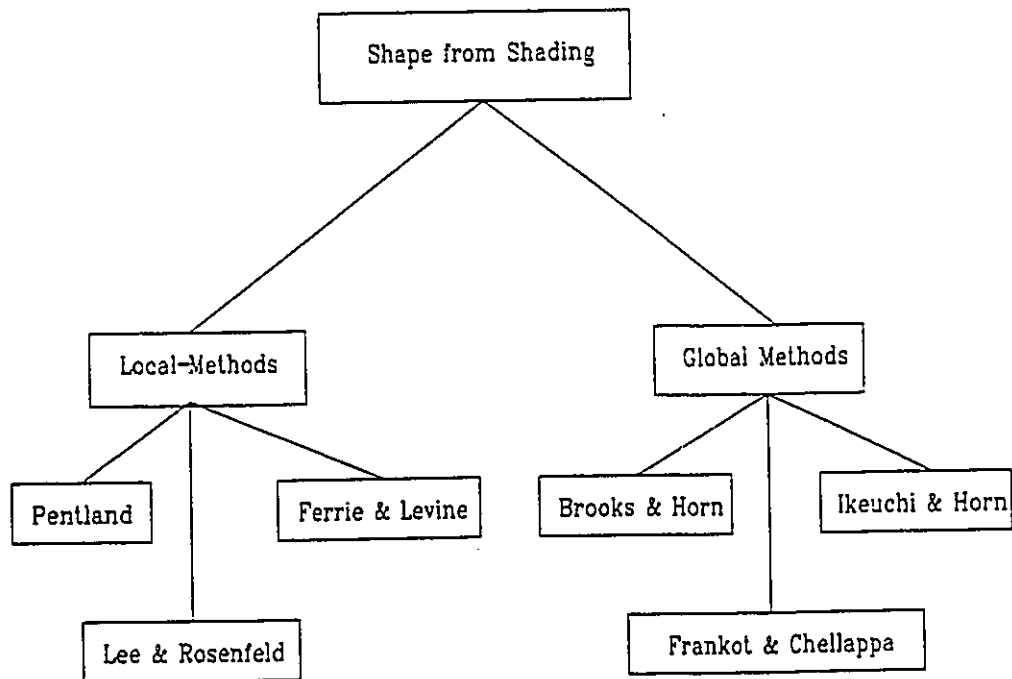 Shape from Shading
Local-Methods
Global Methods
Pentland
Ferrie & Levine
Brooks & Horn
Ikeuchi & Horn
Lee & Rosenfeld
Frankot & Chellappa